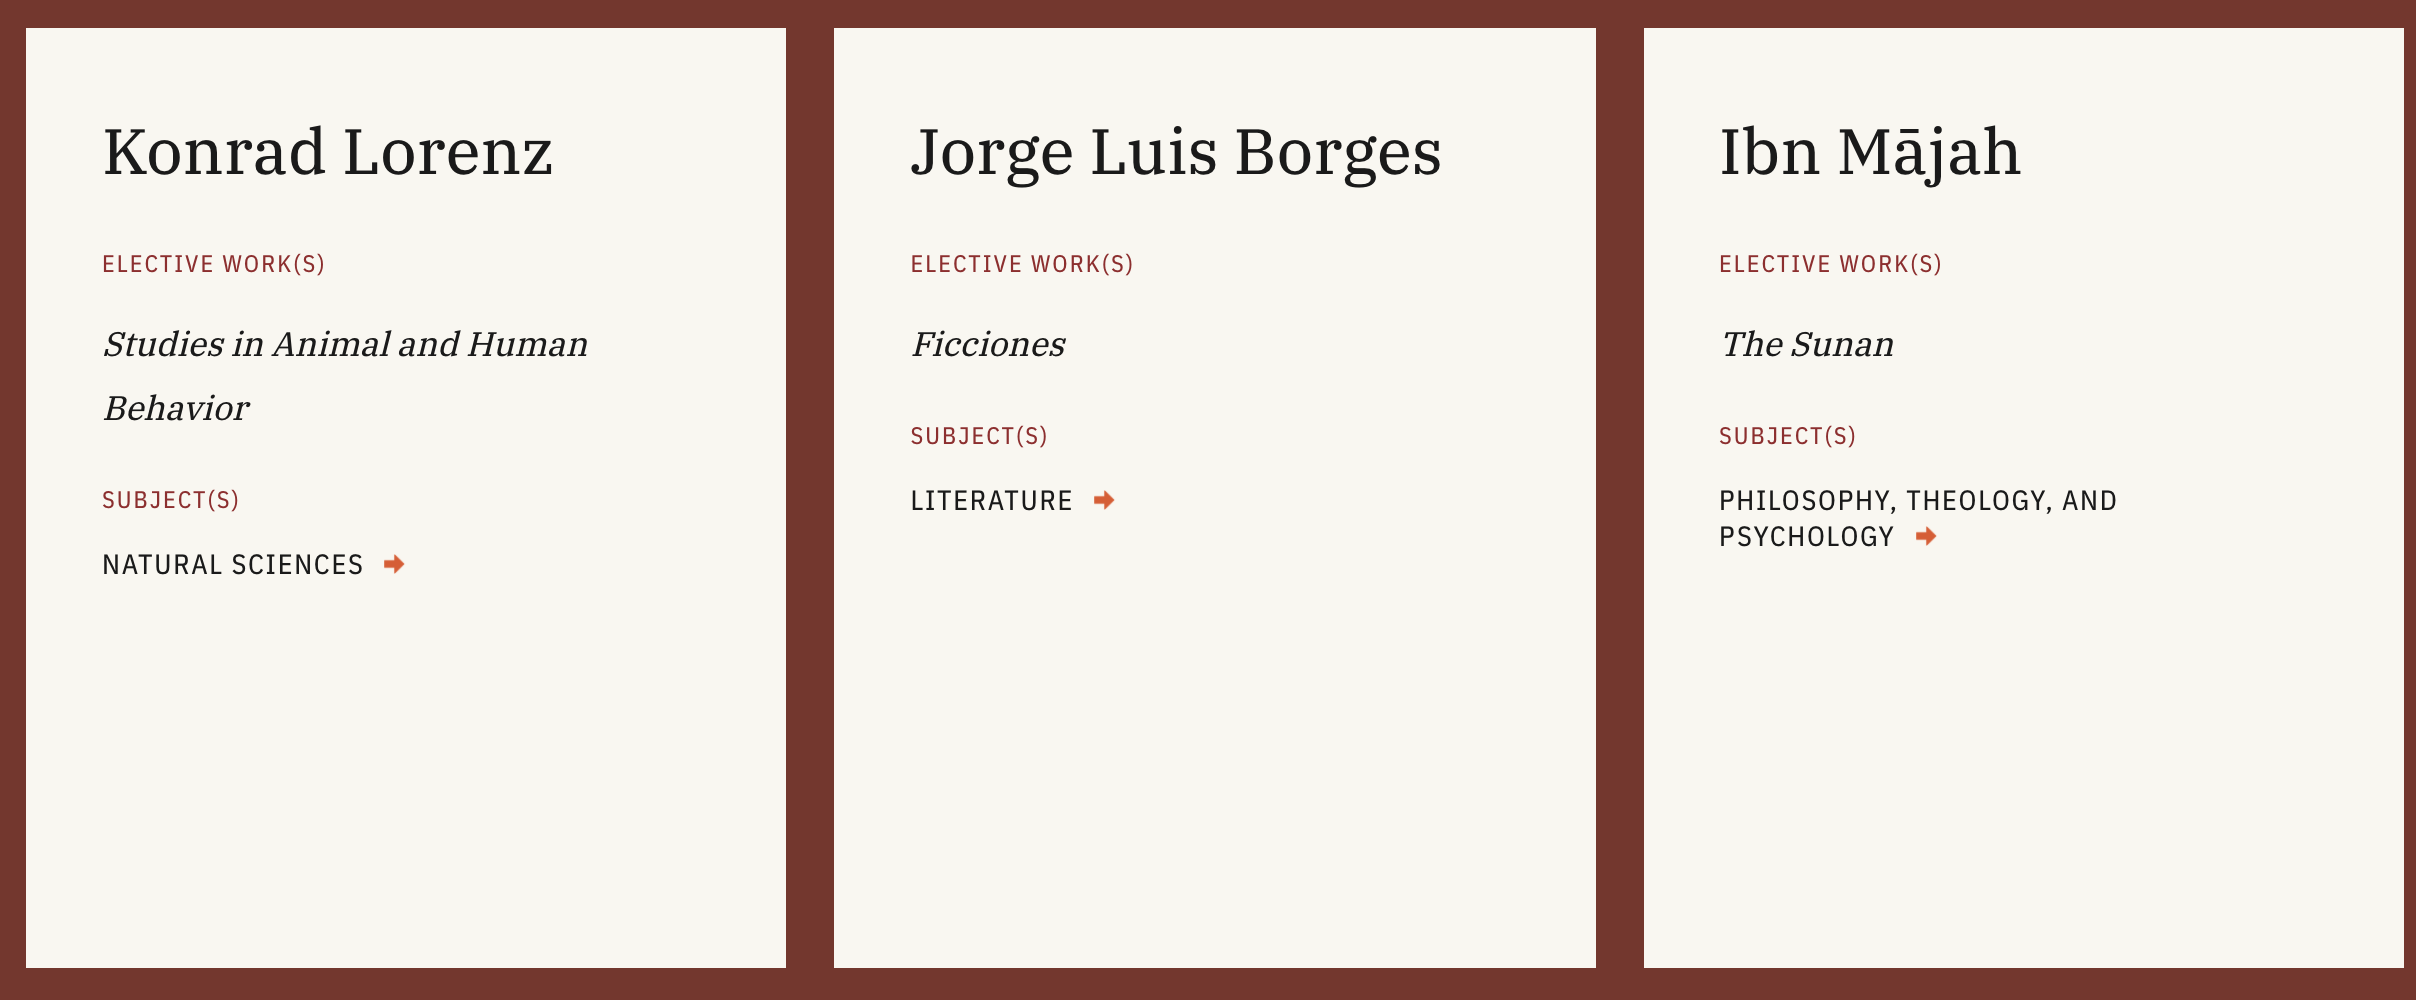 Konrad Lorenz
ELECTIVE WORK(S)
Studies in Animal and Human
Behavior
SUBJECT(S)
NATURAL SCIENCES
Jorge Luis Borges
ELECTIVE WORK(S)
Ficciones
SUBJECT(S)
LITERATURE
Ibn Mājah
ELECTIVE WORK(S)
The Sunan
SUBJECT(S)
PHILOSOPHY, THEOLOGY, AND
PSYCHOLOGY